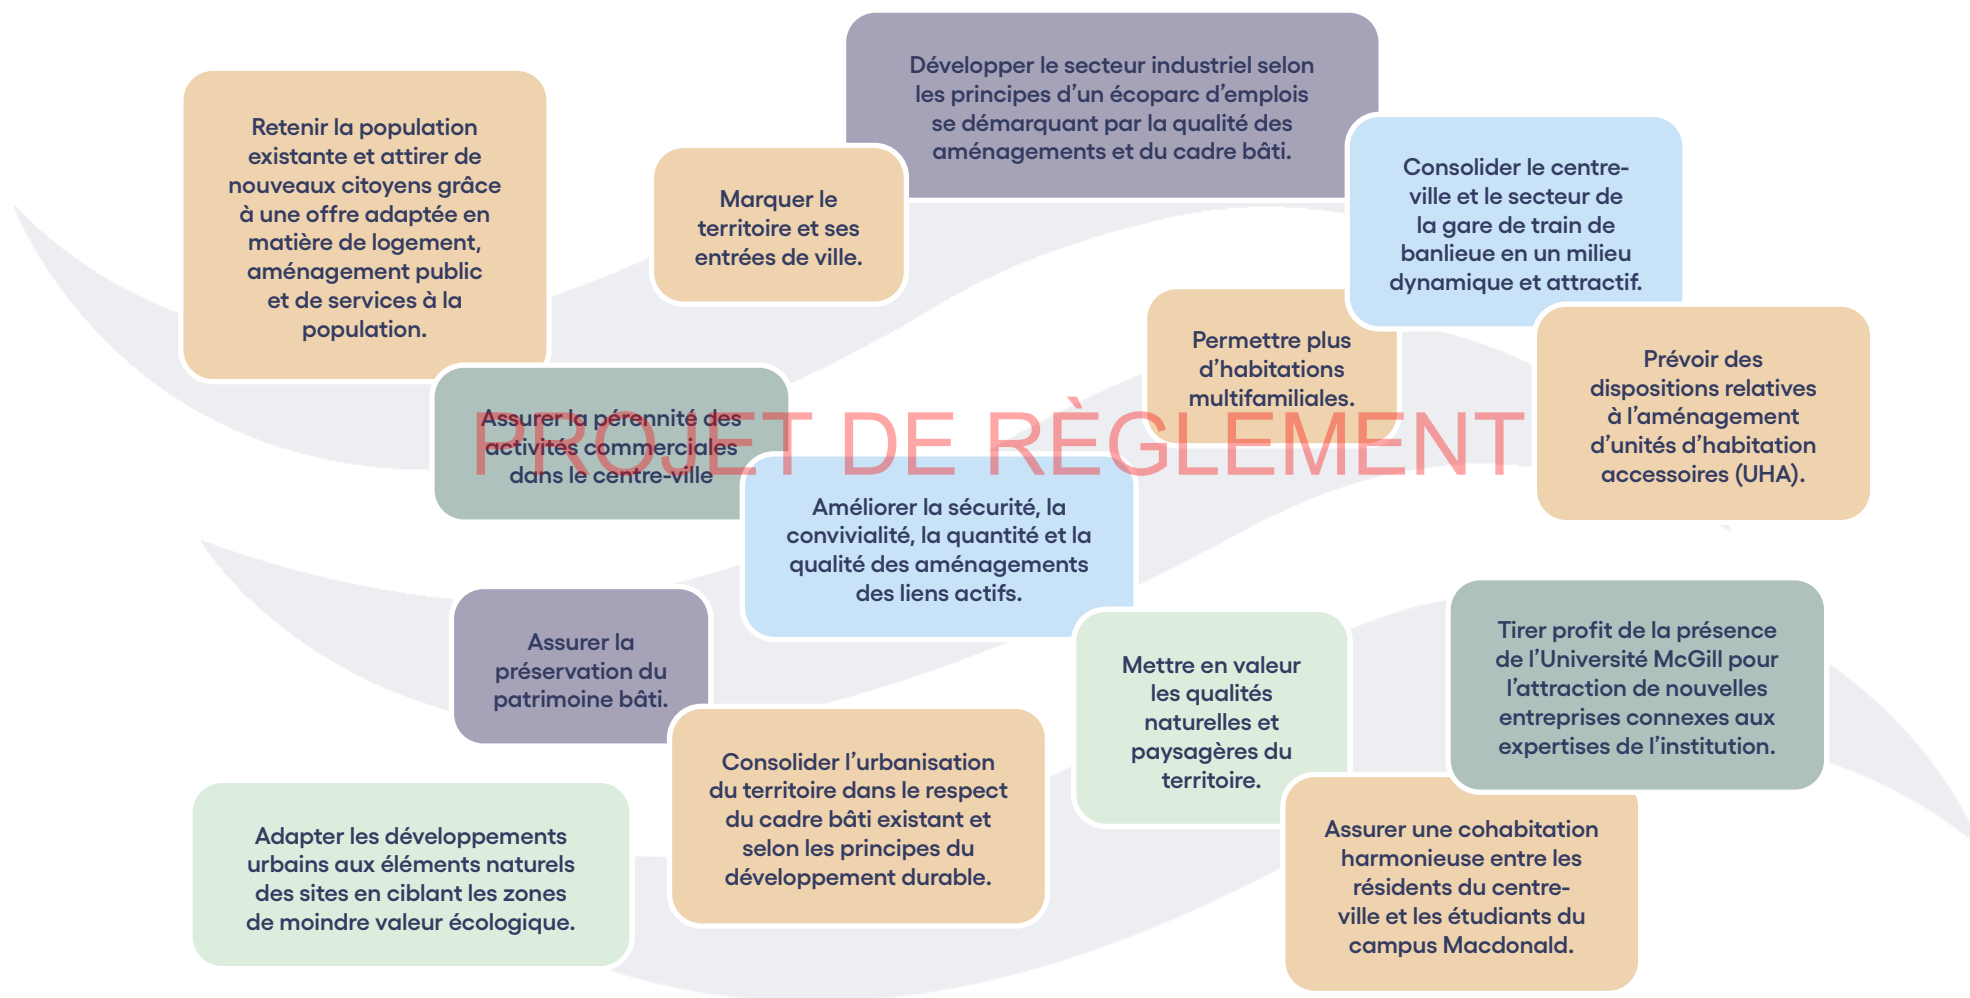 Développer le secteur industriel selon
les principes d’un écoparc d’emplois
se démarquant par la qualité des
aménagements et du cadre bâti.
Retenir la population
existante et attirer de
nouveaux citoyens grâce
à une offre adaptée en
matière de logement,
aménagement public
et de services à la
population.
Marquer le
territoire et ses
entrées de ville.
Consolider le centre-
ville et le secteur de
la gare de train de
banlieue en un milieu
dynamique et attractif.
Permettre plus
d’habitations
multifamiliales.
Prévoir des
dispositions relatives
à l’aménagement
d’unités d’habitation
accessoires (UHA).
Assurer la pérennité des
activités commerciales
dans le centre-ville
PROJET DE RÈGLEMENT
Améliorer la sécurité, la
convivialité, la quantité et la
qualité des aménagements
des liens actifs.
Assurer la
préservation du
patrimoine bâti.
Mettre en valeur
les qualités
naturelles et
paysagères du
territoire.
Tirer profit de la présence
de l’Université McGill pour
l’attraction de nouvelles
entreprises connexes aux
expertises de l’institution.
Consolider l’urbanisation
du territoire dans le respect
du cadre bâti existant et
selon les principes du
développement durable.
Adapter les développements
urbains aux éléments naturels
des sites en ciblant les zones
de moindre valeur écologique.
Assurer une cohabitation
harmonieuse entre les
résidents du centre-
ville et les étudiants du
campus Macdonald.